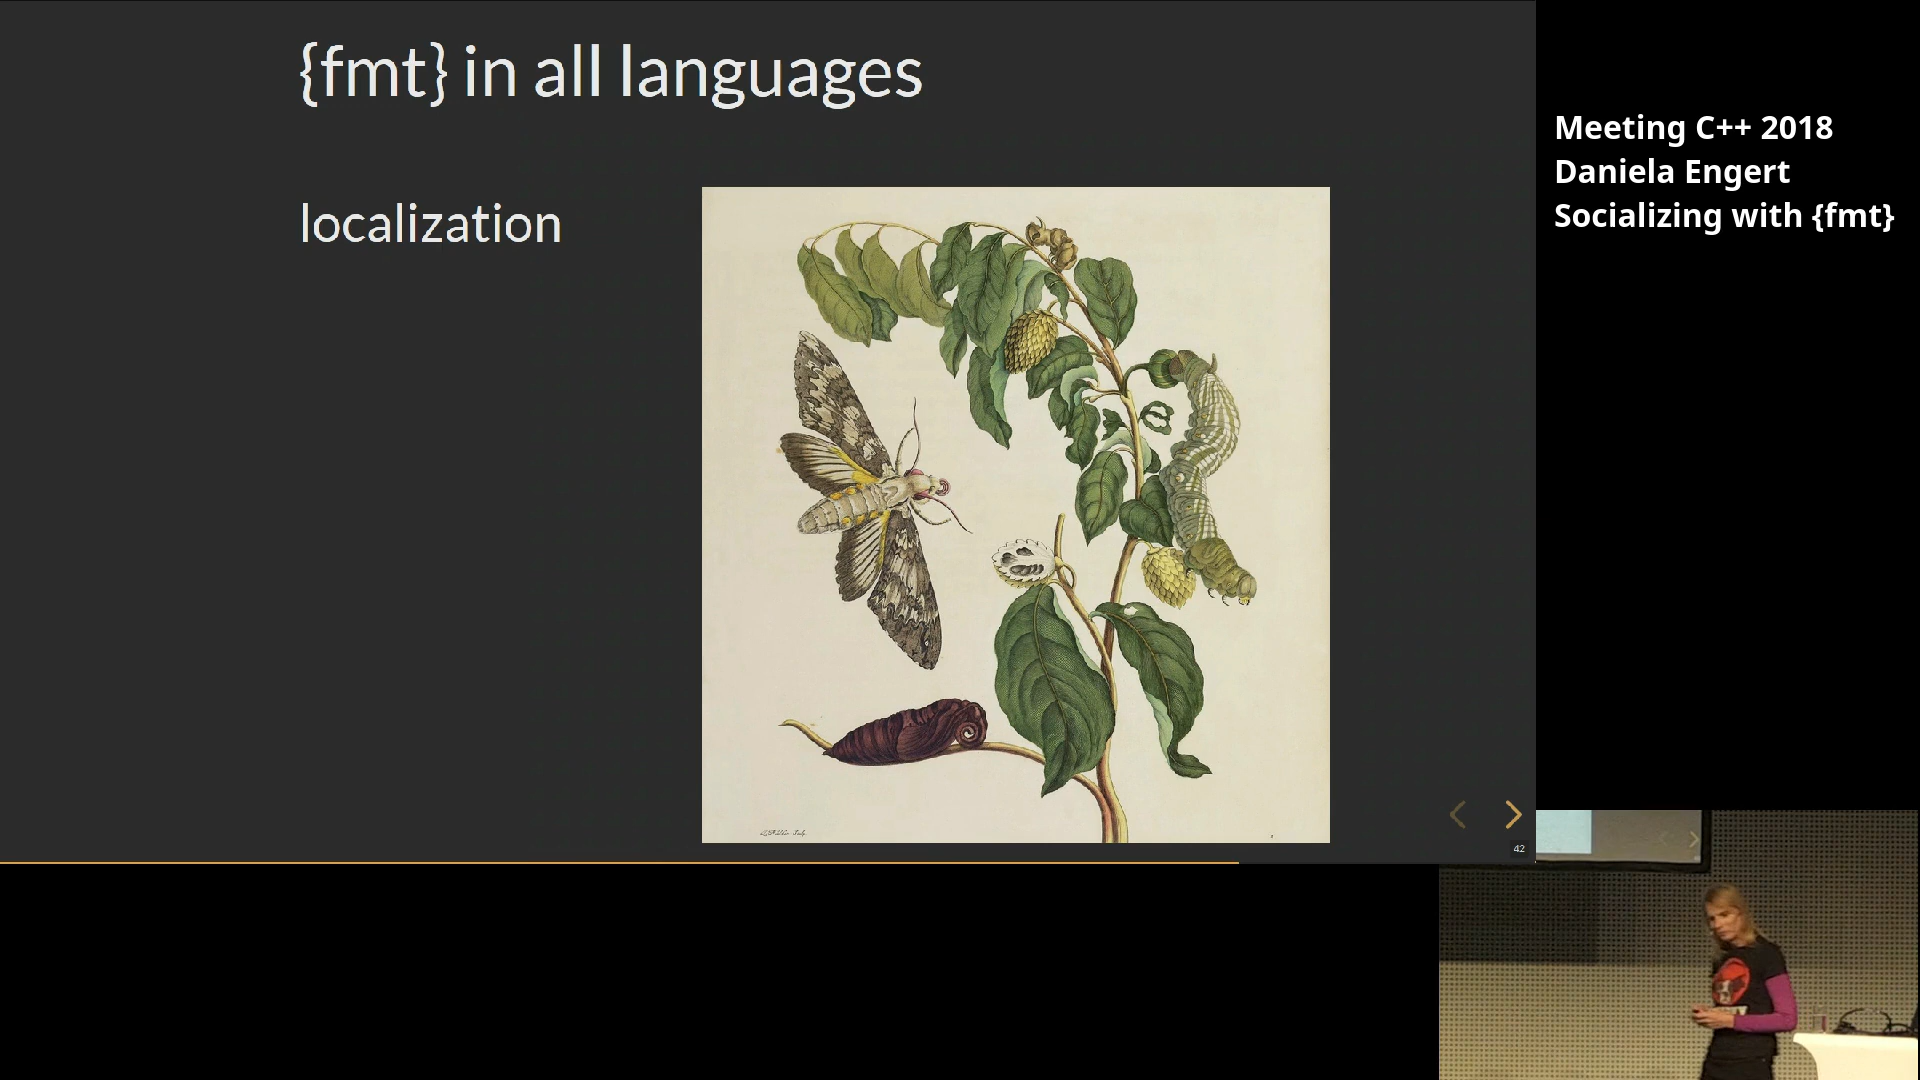 {fmt} in all languages
localization
42
Meeting C++ 2018
Daniela Engert
Socializing with {fmt}